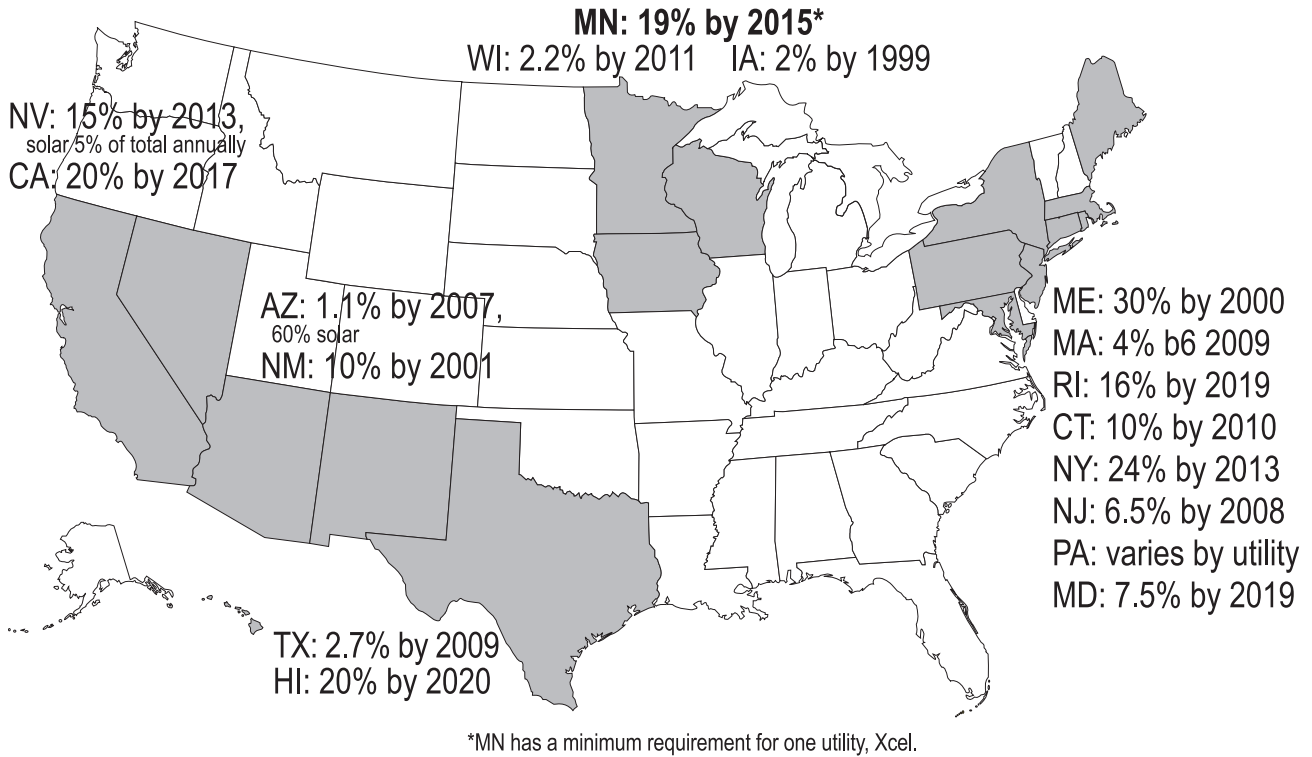 MN: 19% by 2015*
WI: 2.2% by 2011 IA: 2% by 1999
NV: 15% by 2013,
solar 5% of total annually
CA: 20% by 2017
AZ: 1.1% by 2007,
60% solar
NM: 10% by 2001
ME: 30% by 2000
MA: 4% b6 2009
RI: 16% by 2019
CT: 10% by 2010
NY: 24% by 2013
NJ: 6.5% by 2008
PA: varies by utility
MD: 7.5% by 2019
TX: 2.7% by 2009
HI: 20% by 2020
*MN has a minimum requirement for one utility, Xcel.